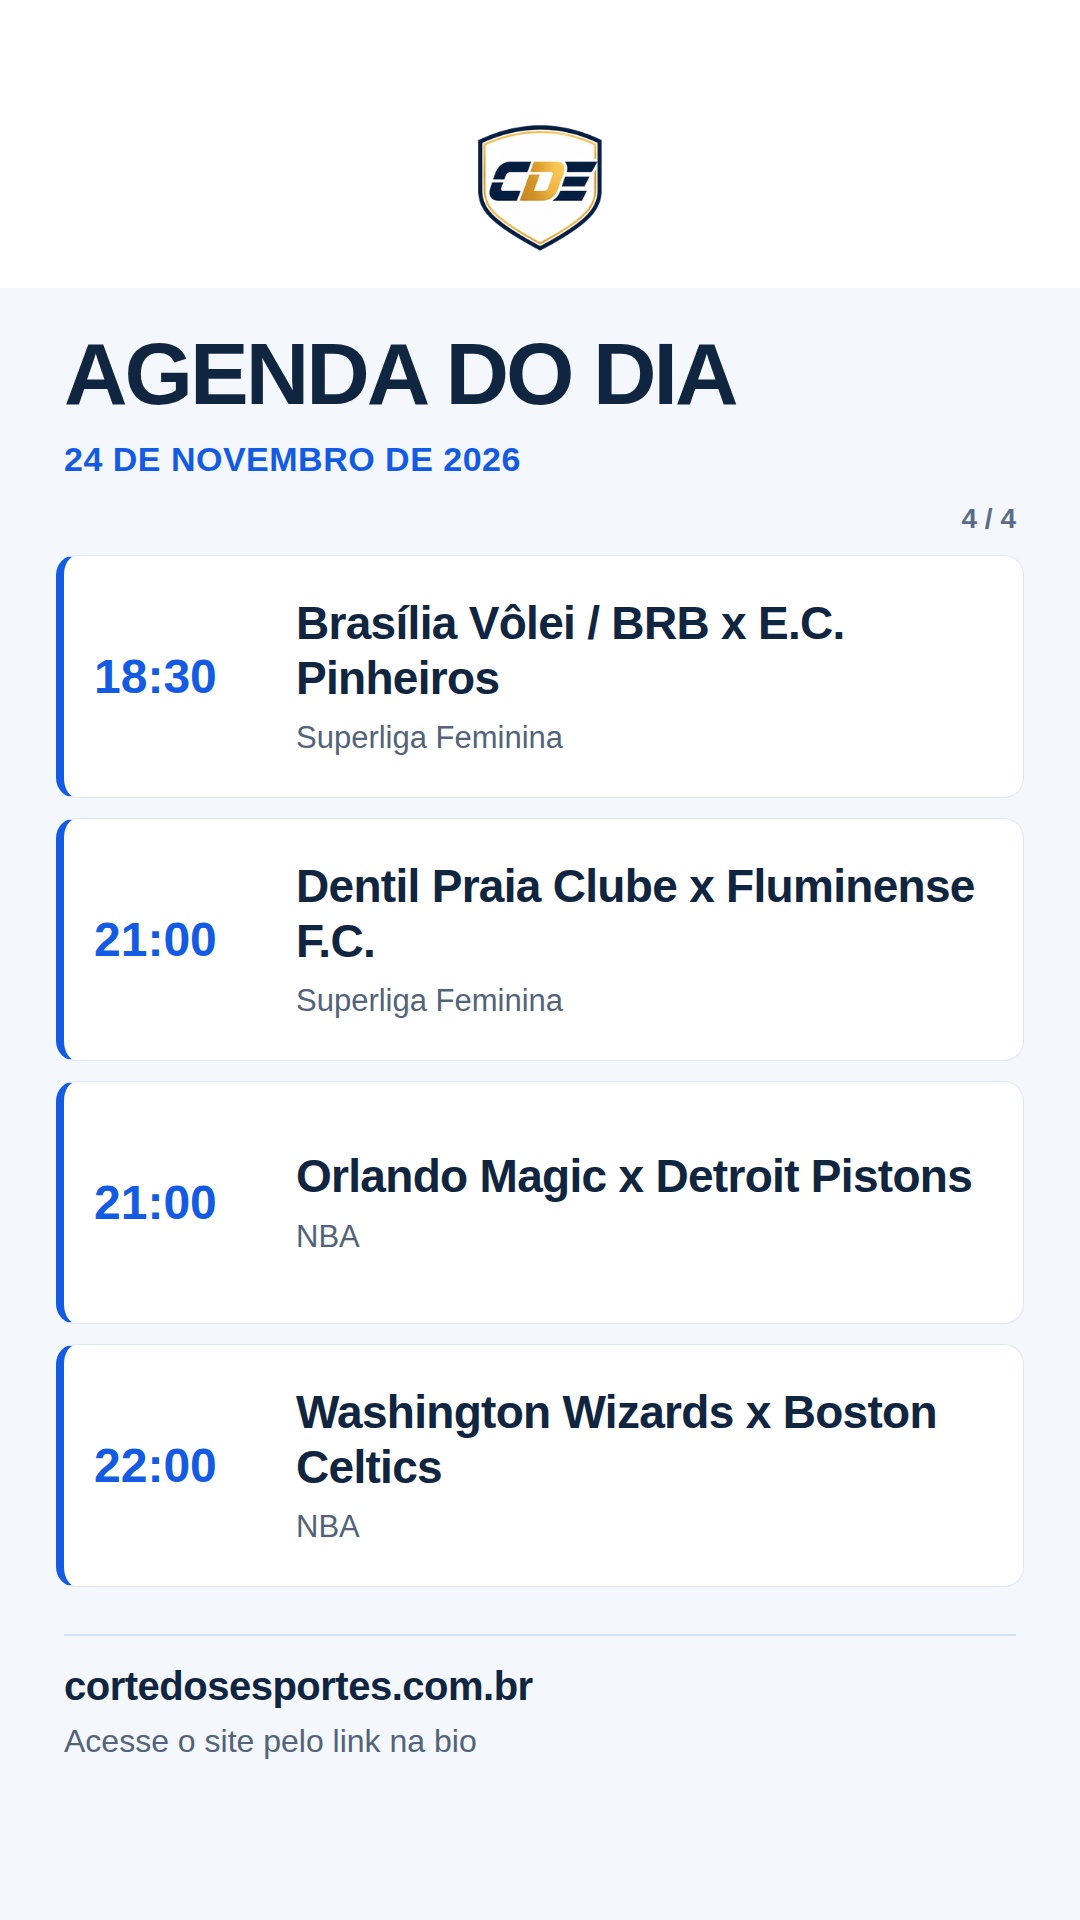 CDE
AGENDA DO DIA
24 DE NOVEMBRO DE 2026
4 / 4
18:30
Brasília Vôlei / BRB x E.C.
Pinheiros
Superliga Feminina
21:00
Dentil Praia Clube x Fluminense
F.C.
Superliga Feminina
21:00
Orlando Magic x Detroit Pistons
NBA
22:00
Washington Wizards x Boston
Celtics
NBA
cortedosesportes.com.br
Acesse o site pelo link na bio